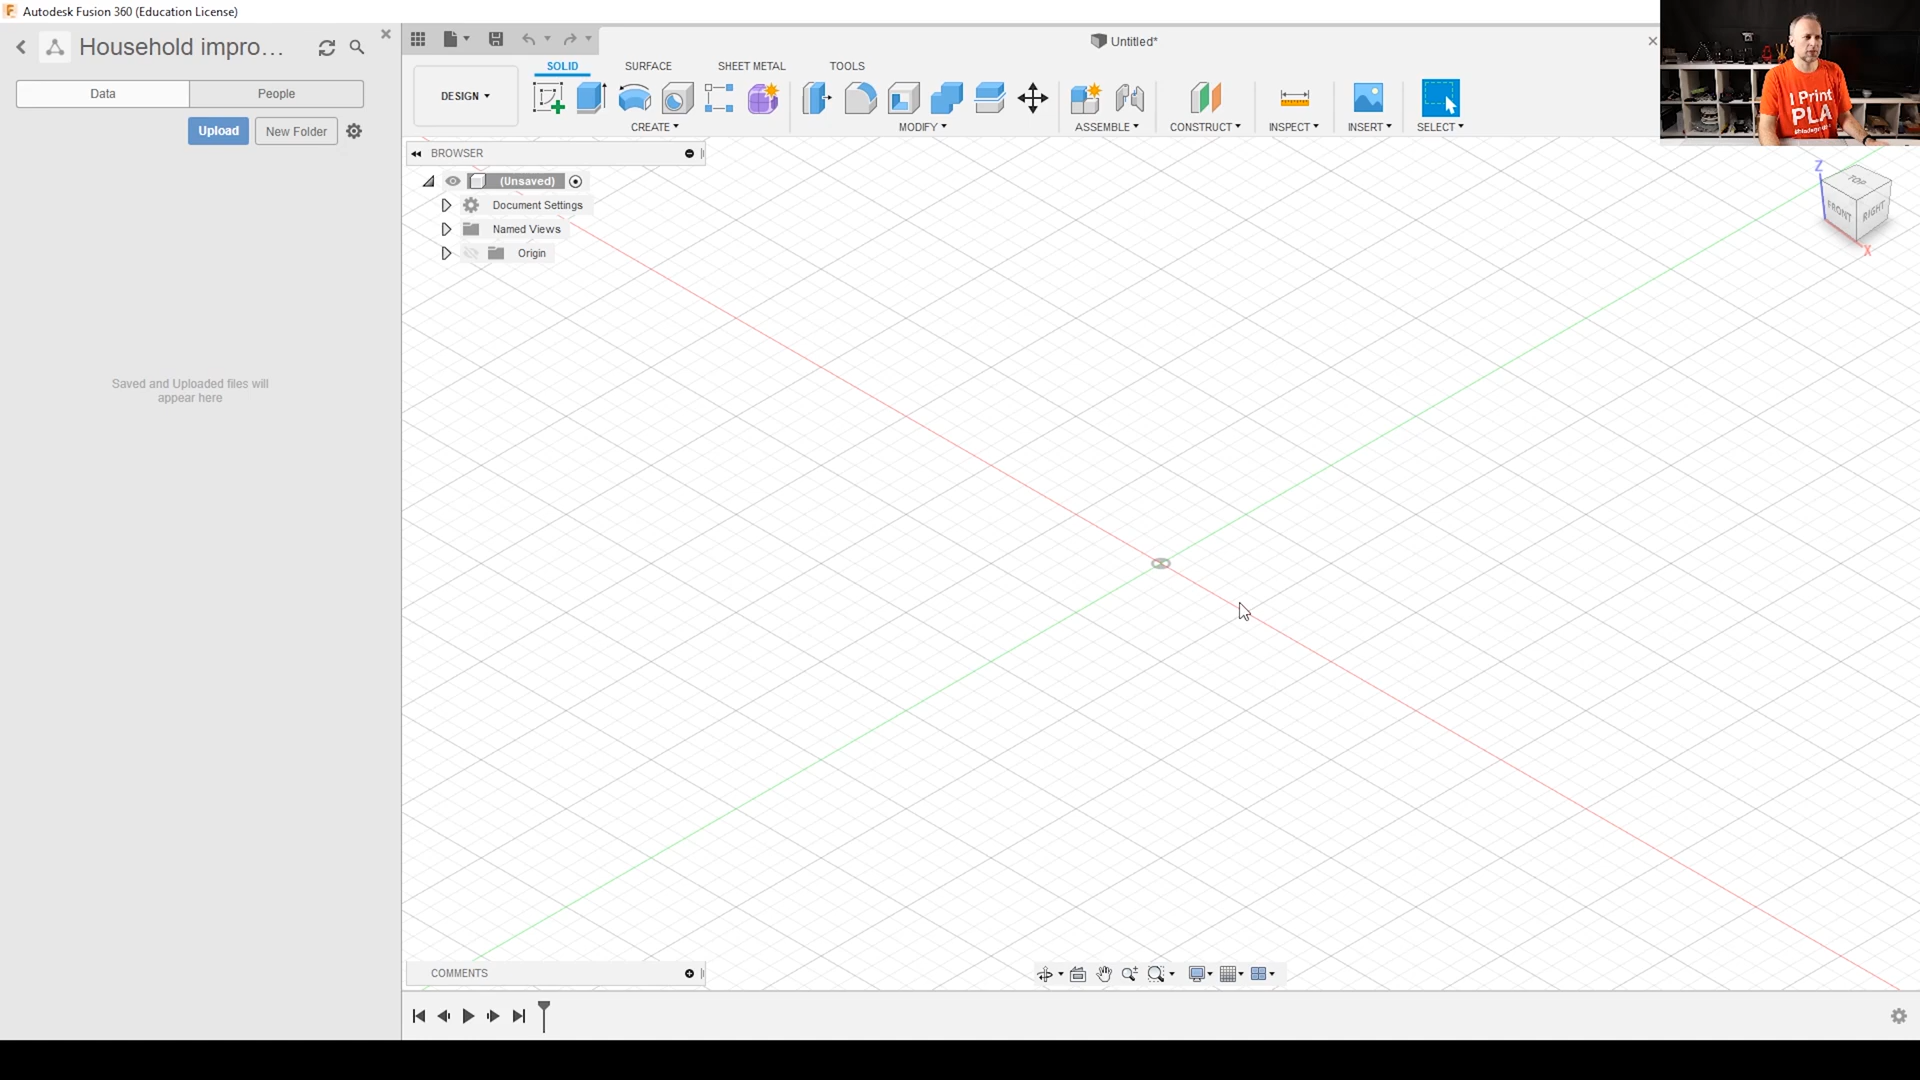 Autodesk Fusion 360 (Education License)
Household impro...
Data
People
Upload
New Folder
Saved and Uploaded files will
appear here
Untitled*
SOLID
SURFACE
SHEET METAL
TOOLS
DESIGN
CREATE
MODIFY
ASSEMBLE
CONSTRUCT
INSPECT
INSERT
SELECT
BROWSER
(Unsaved)
Document Settings
Named Views
Origin
I Print
PLA
Z
TOP
FRONT
RIGHT
X
COMMENTS